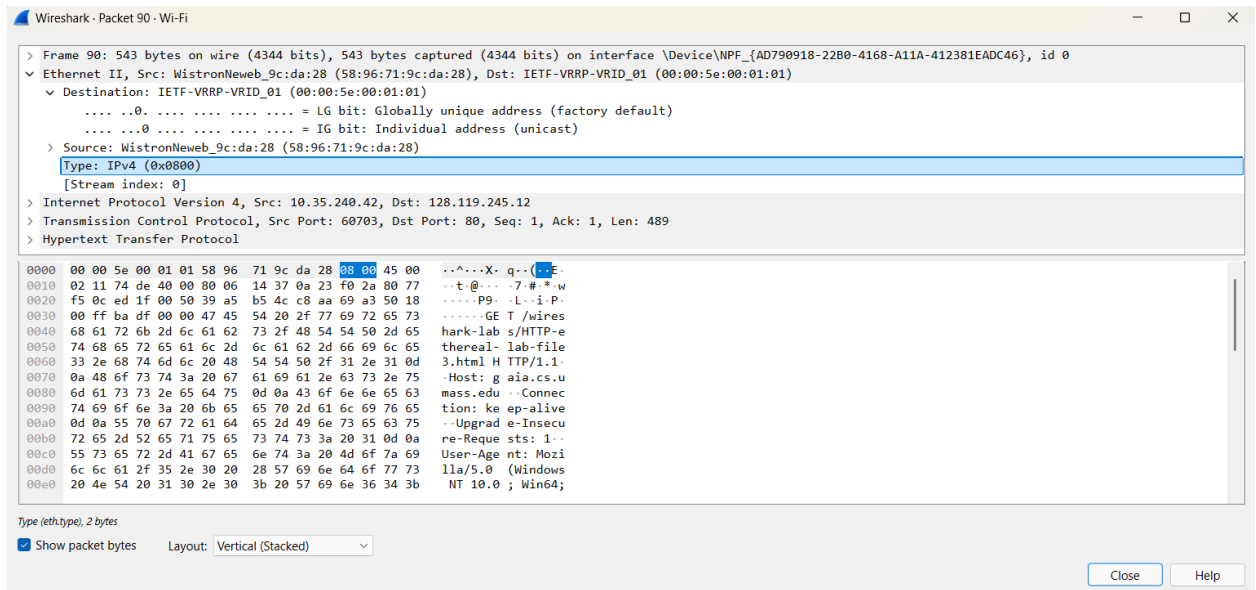 Wireshark · Packet 90 · Wi-Fi
Frame 90: 543 bytes on wire (4344 bits), 543 bytes captured (4344 bits) on interface \Device\NPF_{AD790918-22B0-4168-A11A-412381EADC46}, id 0
Ethernet II, Src: WistronNeweb_9c:da:28 (58:96:71:9c:da:28), Dst: IETF-VRRP-VRID_01 (00:00:5e:00:01:01)
Destination: IETF-VRRP-VRID_01 (00:00:5e:00:01:01)
.... ..0. .... .... .... .... = LG bit: Globally unique address (factory default)
.... ...0 .... .... .... .... = IG bit: Individual address (unicast)
Source: WistronNeweb_9c:da:28 (58:96:71:9c:da:28)
Type: IPv4 (0x0800)
[Stream index: 0]
Internet Protocol Version 4, Src: 10.35.240.42, Dst: 128.119.245.12
Transmission Control Protocol, Src Port: 60703, Dst Port: 80, Seq: 1, Ack: 1, Len: 489
Hypertext Transfer Protocol
0000 00 00 5e 00 01 01 58 96 71 9c da 28 08 00 45 00 ··^···X· q··(··E·
0010 02 11 74 de 40 00 80 06 14 37 0a 23 f0 2a 80 77 ··t·@··· ·7·#·*·w
0020 f5 0c ed 1f 00 50 39 a5 b5 4c c8 aa 69 a3 50 18 ·····P9· ·L··i·P·
0030 00 ff ba df 00 00 47 45 54 20 2f 77 69 72 65 73 ······GE T /wires
0040 68 61 72 6b 2d 6c 61 62 73 2f 48 54 54 50 2d 65 hark-lab s/HTTP-e
0050 74 68 65 72 65 61 6c 2d 6c 61 62 2d 66 69 6c 65 thereal- lab-file
0060 33 2e 68 74 6d 6c 20 48 54 54 50 2f 31 2e 31 0d 3.html H TTP/1.1·
0070 0a 48 6f 73 74 3a 20 67 61 69 61 2e 63 73 2e 75 ·Host: g aia.cs.u
0080 6d 61 73 73 2e 65 64 75 0d 0a 43 6f 6e 6e 65 63 mass.edu ··Connec
0090 74 69 6f 6e 3a 20 6b 65 65 70 2d 61 6c 69 76 65 tion: ke ep-alive
00a0 0d 0a 55 70 67 72 61 64 65 2d 49 6e 73 65 63 75 ··Upgrad e-Insecu
00b0 72 65 2d 52 65 71 75 65 73 74 73 3a 20 31 0d 0a re-Reque sts: 1··
00c0 55 73 65 72 2d 41 67 65 6e 74 3a 20 4d 6f 7a 69 User-Age nt: Mozi
00d0 6c 6c 61 2f 35 2e 30 20 28 57 69 6e 64 6f 77 73 lla/5.0 (Windows
00e0 20 4e 54 20 31 30 2e 30 3b 20 57 69 6e 36 34 3b NT 10.0 ; Win64;
Type (eth.type), 2 bytes
Show packet bytes Layout: Vertical (Stacked)
Close Help